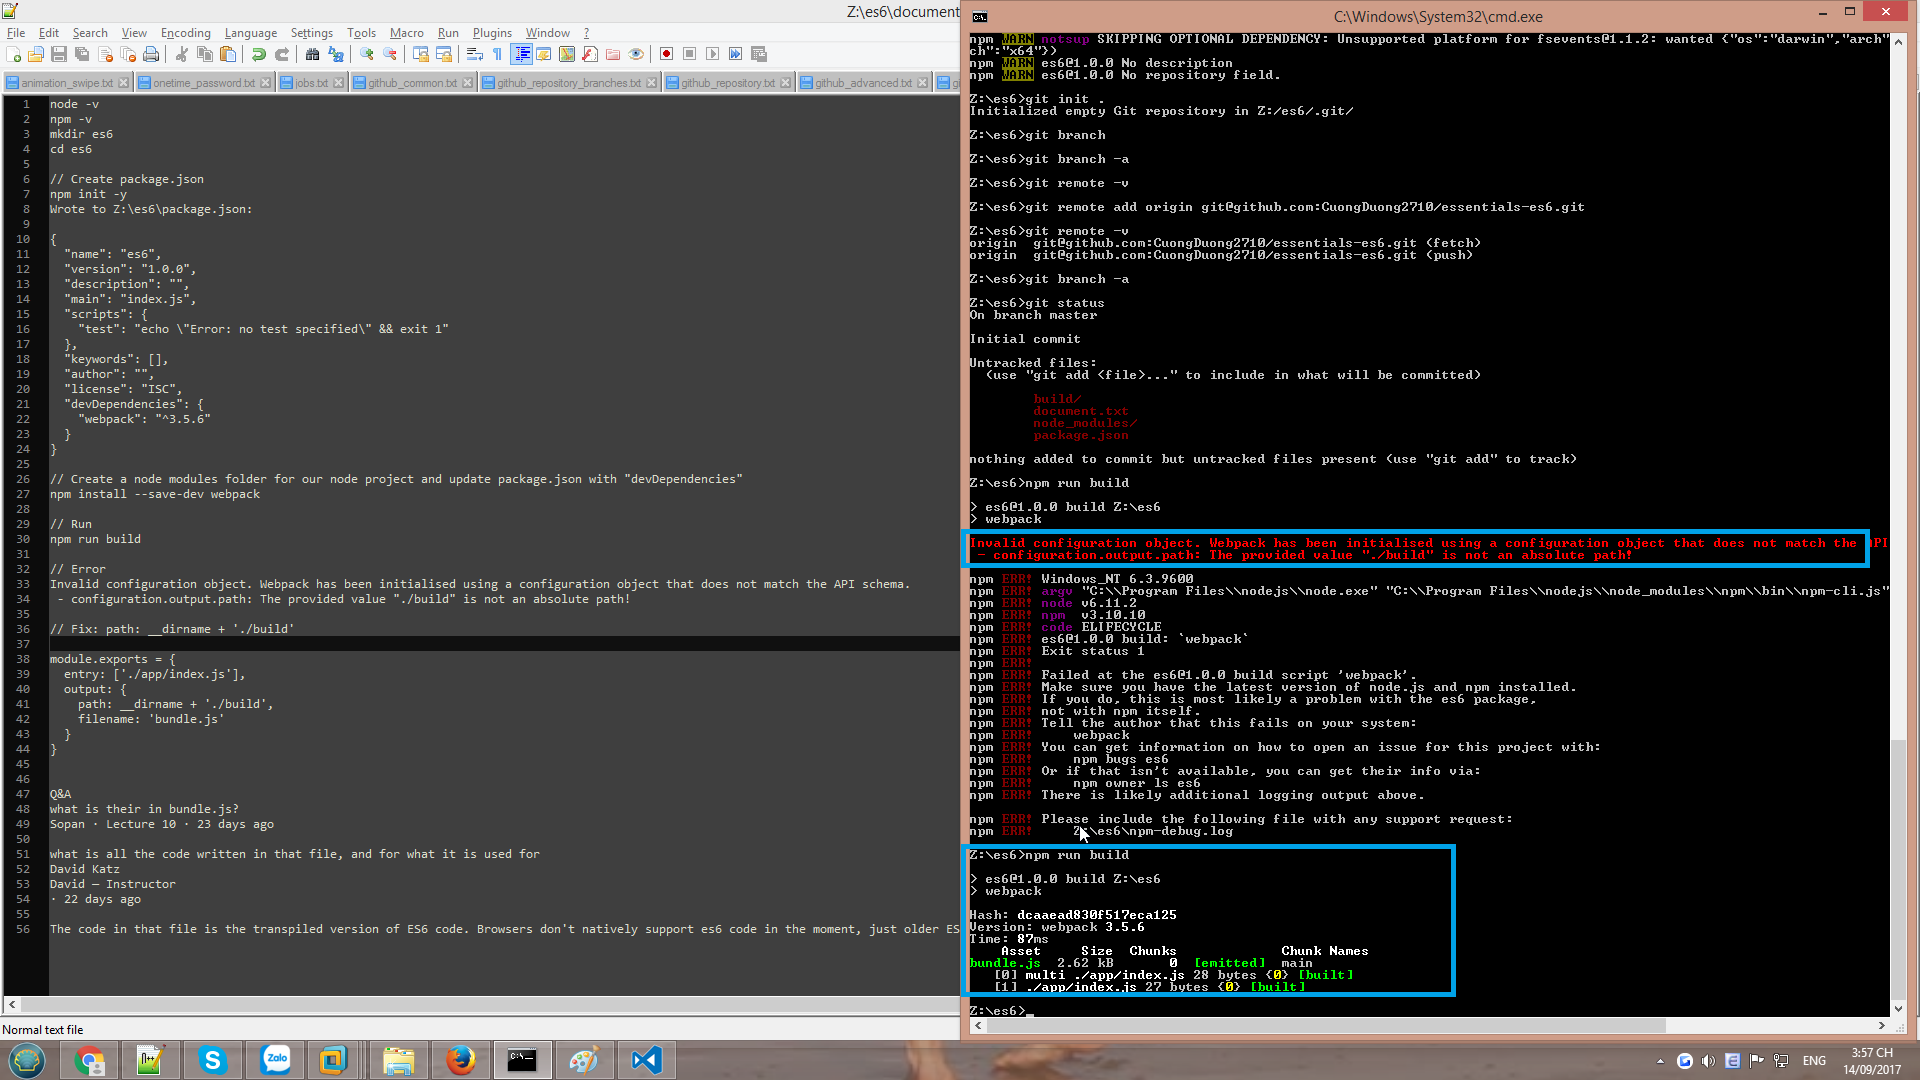 Z:\es6\document
File Edit Search View Encoding Language Settings Tools Macro Run Plugins Window ?
animation_swipe.txt onetime_password.txt jobs.txt github_common.txt github_repository_branches.txt github_repository.txt github_advanced.txt
1 node -v
2 npm -v
3 mkdir es6
4 cd es6
5
6 // Create package.json
7 npm init -y
8 Wrote to Z:\es6\package.json:
9
10 {
11 "name": "es6",
12 "version": "1.0.0",
13 "description": "",
14 "main": "index.js",
15 "scripts": {
16 "test": "echo \"Error: no test specified\" && exit 1"
17 },
18 "keywords": [],
19 "author": "",
20 "license": "ISC",
21 "devDependencies": {
22 "webpack": "^3.5.6"
23 }
24 }
25
26 // Create a node modules folder for our node project and update package.json with "devDependencies"
27 npm install --save-dev webpack
28
29 // Run
30 npm run build
31
32 // Error
33 Invalid configuration object. Webpack has been initialised using a configuration object that does not match the API schema.
34 - configuration.output.path: The provided value "./build" is not an absolute path!
35
36 // Fix: path: __dirname + './build'
37
38 module.exports = {
39 entry: ['./app/index.js'],
40 output: {
41 path: __dirname + './build',
42 filename: 'bundle.js'
43 }
44 }
45
46
47 Q&A
48 what is their in bundle.js?
49 Sopan · Lecture 10 · 23 days ago
50
51 what is all the code written in that file, and for what it is used for
52 David Katz
53 David — Instructor
54 · 22 days ago
55
56 The code in that file is the transpiled version of ES6 code. Browsers don't natively support es6 code in the moment, just older ES
Normal text file
C:\Windows\System32\cmd.exe
npm WARN notsup SKIPPING OPTIONAL DEPENDENCY: Unsupported platform for fsevents@1.1.2: wanted {"os":"darwin","arch"
ch":"x64"})
npm WARN es6@1.0.0 No description
npm WARN es6@1.0.0 No repository field.
Z:\es6>git init .
Initialized empty Git repository in Z:/es6/.git/
Z:\es6>git branch
Z:\es6>git branch -a
Z:\es6>git remote -v
Z:\es6>git remote add origin git@github.com:CuongDuong2710/essentials-es6.git
Z:\es6>git remote -v
origin git@github.com:CuongDuong2710/essentials-es6.git (fetch)
origin git@github.com:CuongDuong2710/essentials-es6.git (push)
Z:\es6>git branch -a
Z:\es6>git status
On branch master
Initial commit
Untracked files:
(use "git add <file>..." to include in what will be committed)
build/
document.txt
node_modules/
package.json
nothing added to commit but untracked files present (use "git add" to track)
Z:\es6>npm run build
> es6@1.0.0 build Z:\es6
> webpack
Invalid configuration object. Webpack has been initialised using a configuration object that does not match the API
- configuration.output.path: The provided value "./build" is not an absolute path!
npm ERR! Windows_NT 6.3.9600
npm ERR! argv "C:\\Program Files\\nodejs\\node.exe" "C:\\Program Files\\nodejs\\node_modules\\npm\\bin\\npm-cli.js"
npm ERR! node v6.11.2
npm ERR! npm v3.10.10
npm ERR! code ELIFECYCLE
npm ERR! es6@1.0.0 build: `webpack`
npm ERR! Exit status 1
npm ERR!
npm ERR! Failed at the es6@1.0.0 build script 'webpack'.
npm ERR! Make sure you have the latest version of node.js and npm installed.
npm ERR! If you do, this is most likely a problem with the es6 package,
npm ERR! not with npm itself.
npm ERR! Tell the author that this fails on your system:
npm ERR! webpack
npm ERR! You can get information on how to open an issue for this project with:
npm ERR! npm bugs es6
npm ERR! Or if that isn't available, you can get their info via:
npm ERR! npm owner ls es6
npm ERR! There is likely additional logging output above.
npm ERR! Please include the following file with any support request:
npm ERR! Z:\es6\npm-debug.log
Z:\es6>npm run build
> es6@1.0.0 build Z:\es6
> webpack
Hash: dcaaead830f517eca125
Version: webpack 3.5.6
Time: 87ms
Asset Size Chunks Chunk Names
bundle.js 2.62 kB 0 [emitted] main
[0] multi ./app/index.js 28 bytes {0} [built]
[1] ./app/index.js 27 bytes {0} [built]
Z:\es6>_
Zalo
ENG
3:57 CH
14/09/2017